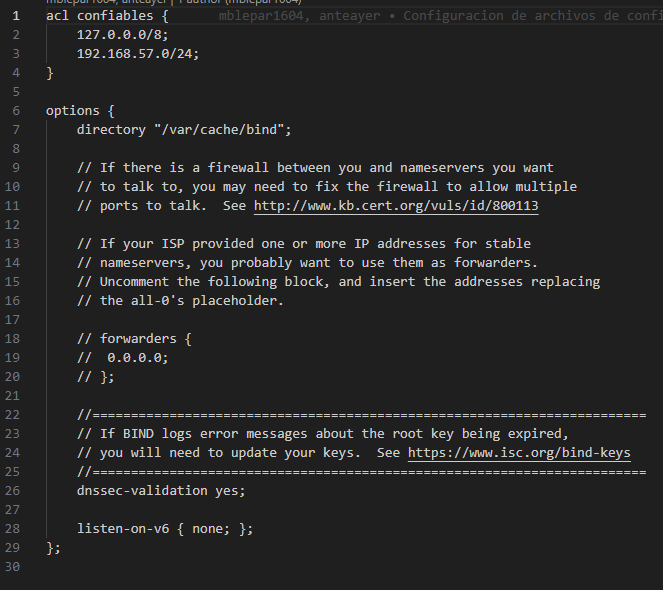 mblepar1604, anteayer | 1 author (mblepar1604)
1 acl confiables { mblepar1604, anteayer • Configuracion de archivos de confi
2 127.0.0.0/8;
3 192.168.57.0/24;
4 }
5
6 options {
7 directory "/var/cache/bind";
8
9 // If there is a firewall between you and nameservers you want
10 // to talk to, you may need to fix the firewall to allow multiple
11 // ports to talk.  See http://www.kb.cert.org/vuls/id/800113
12
13 // If your ISP provided one or more IP addresses for stable
14 // nameservers, you probably want to use them as forwarders.
15 // Uncomment the following block, and insert the addresses replacing
16 // the all-0's placeholder.
17
18 // forwarders {
19 //  0.0.0.0;
20 // };
21
22 //========================================================================
23 // If BIND logs error messages about the root key being expired,
24 // you will need to update your keys.  See https://www.isc.org/bind-keys
25 //========================================================================
26 dnssec-validation yes;
27
28 listen-on-v6 { none; };
29 };
30